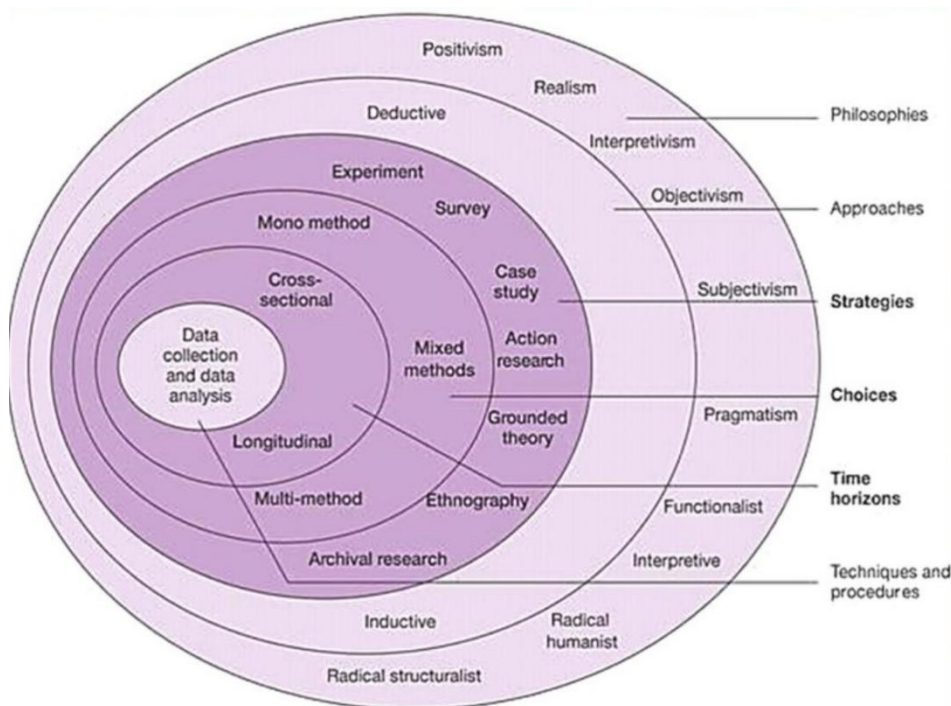 Positivism
Realism
Philosophies
Deductive
Interpretivism
Experiment
Objectivism
Approaches
Survey
Mono method
Cross-
sectional
Case
study
Subjectivism
Strategies
Data
collection
and data
analysis
Mixed
methods
Action
research
Choices
Grounded
theory
Pragmatism
Longitudinal
Time
horizons
Multi-method
Ethnography
Functionalist
Archival research
Interpretive
Techniques and
procedures
Inductive
Radical
humanist
Radical structuralist